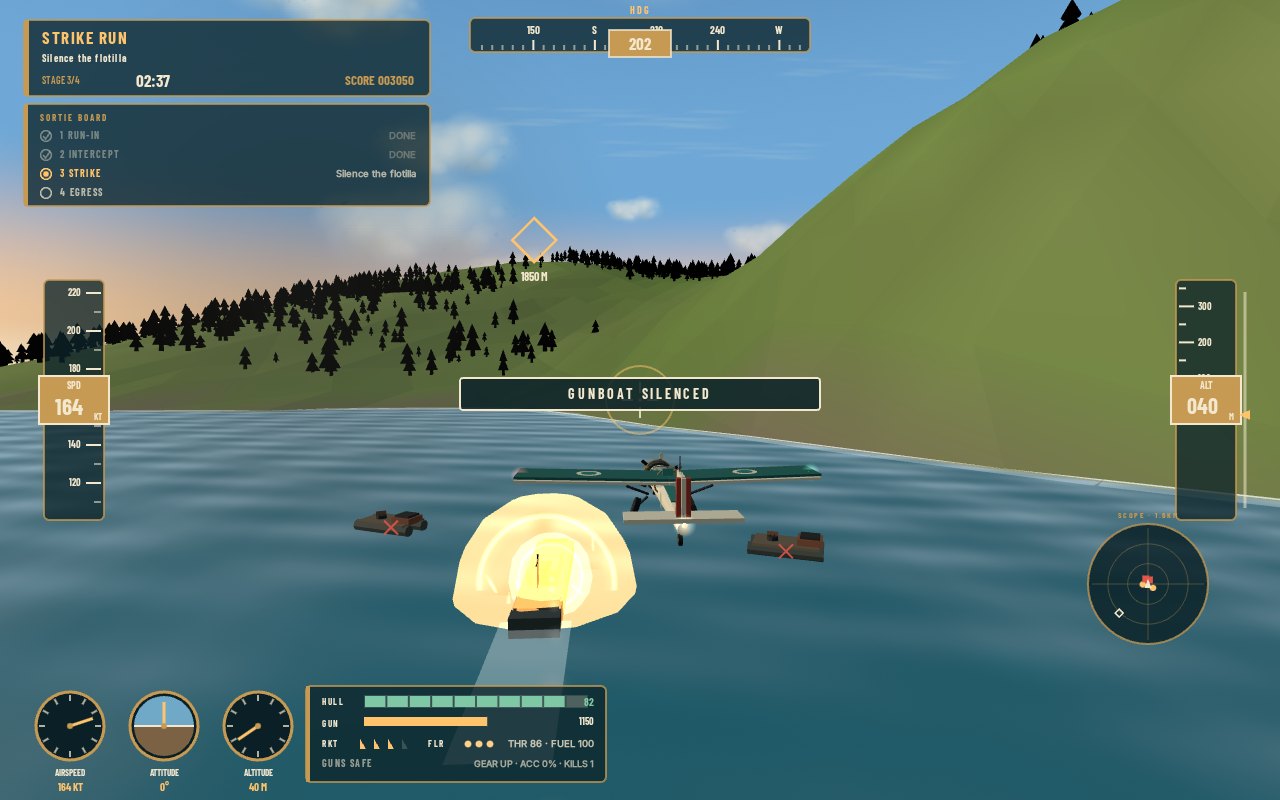 HDG
150 S 210 240 W
202
STRIKE RUN
Silence the flotilla
STAGE 3/4 02:37 SCORE 003050
SORTIE BOARD
1 RUN-IN DONE
2 INTERCEPT DONE
3 STRIKE Silence the flotilla
4 EGRESS
1850 M
220
200
180
SPD
164 KT
140
120
GUNBOAT SILENCED
300
200
ALT
040 M
HULL 82
GUN 1150
RKT FLR THR 86 · FUEL 100
GUNS SAFE GEAR UP · ACC 0% · KILLS 1
AIRSPEED
164 KT
ATTITUDE
0°
ALTITUDE
40 M